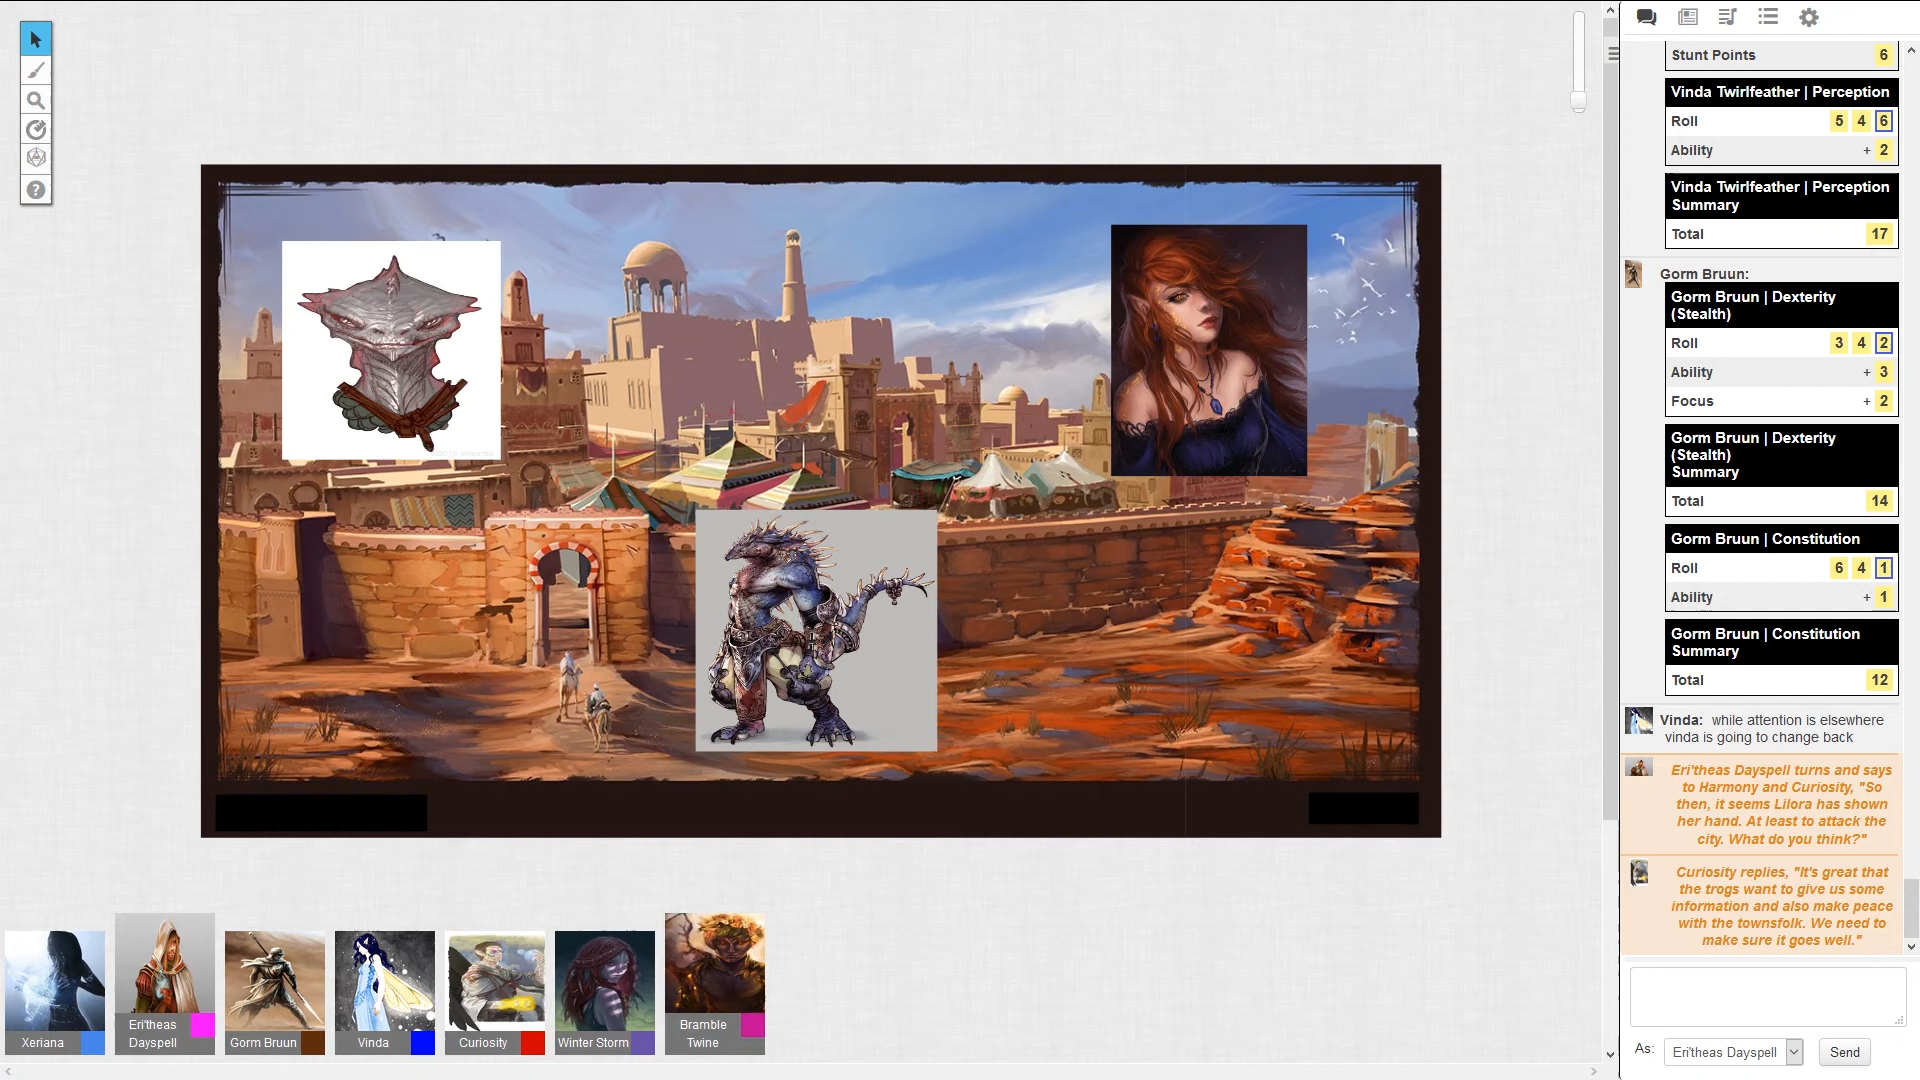 Stunt Points 6
Vinda Twirlfeather | Perception
Roll 5 4 6
Ability + 2
Vinda Twirlfeather | Perception
Summary
Total 17
Gorm Bruun:
Gorm Bruun | Dexterity
(Stealth)
Roll 3 4 2
Ability + 3
Focus + 2
Gorm Bruun | Dexterity
(Stealth)
Summary
Total 14
Gorm Bruun | Constitution
Roll 6 4 1
Ability + 1
Gorm Bruun | Constitution
Summary
Total 12
Vinda: while attention is elsewhere
vinda is going to change back
Eri'theas Dayspell turns and says
to Harmony and Curiosity, "So
then, it seems Lilora has shown
her hand. At least to attack the
city. What do you think?"
Curiosity replies, "It's great that
the trogs want to give us some
information and also make peace
with the townsfolk. We need to
make sure it goes well."
As: Eri'theas Dayspell Send
Xeriana
Eri'theas
Dayspell
Gorm Bruun
Vinda
Curiosity
Winter Storm
Bramble
Twine